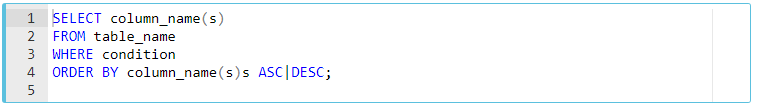 1 SELECT column_name(s)
2 FROM table_name
3 WHERE condition
4 ORDER BY column_name(s)s ASC|DESC;
5